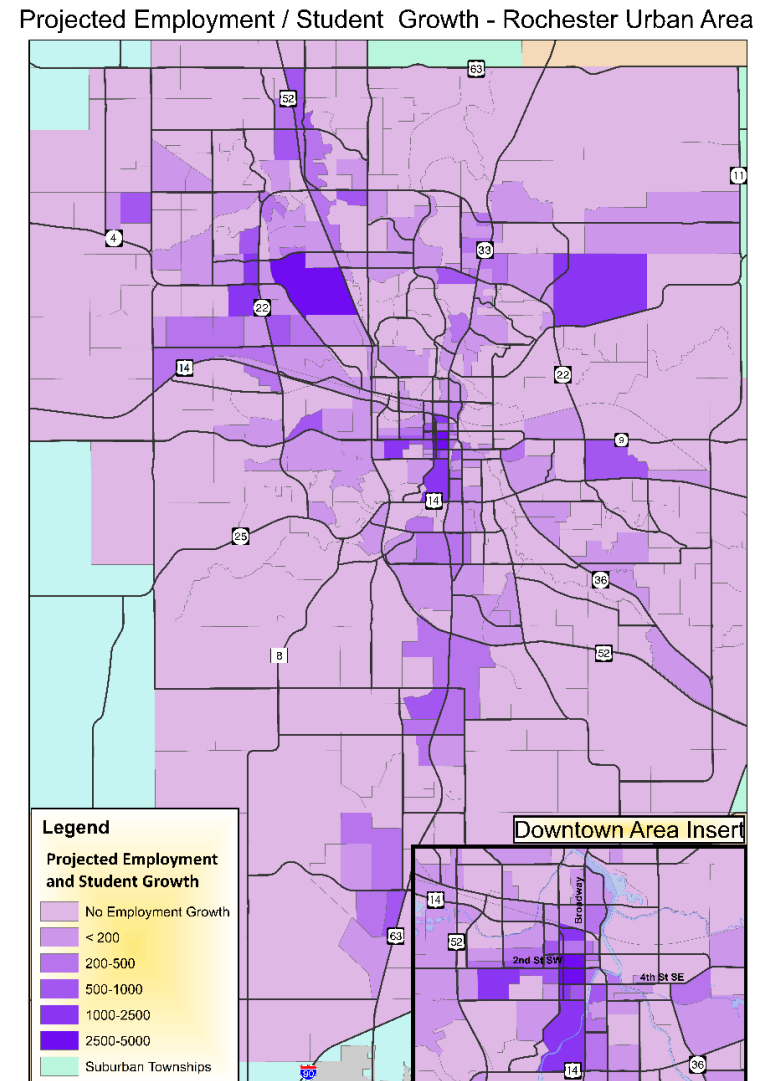 Projected Employment / Student Growth - Rochester Urban Area
63
52
11
4
33
22
14
22
9
14
25
36
8
52
63
90
Legend
Projected Employment
and Student Growth
No Employment Growth
< 200
200-500
500-1000
1000-2500
2500-5000
Suburban Townships
Downtown Area Insert
Broadway
14
52
2nd St SW
4th St SE
14
36